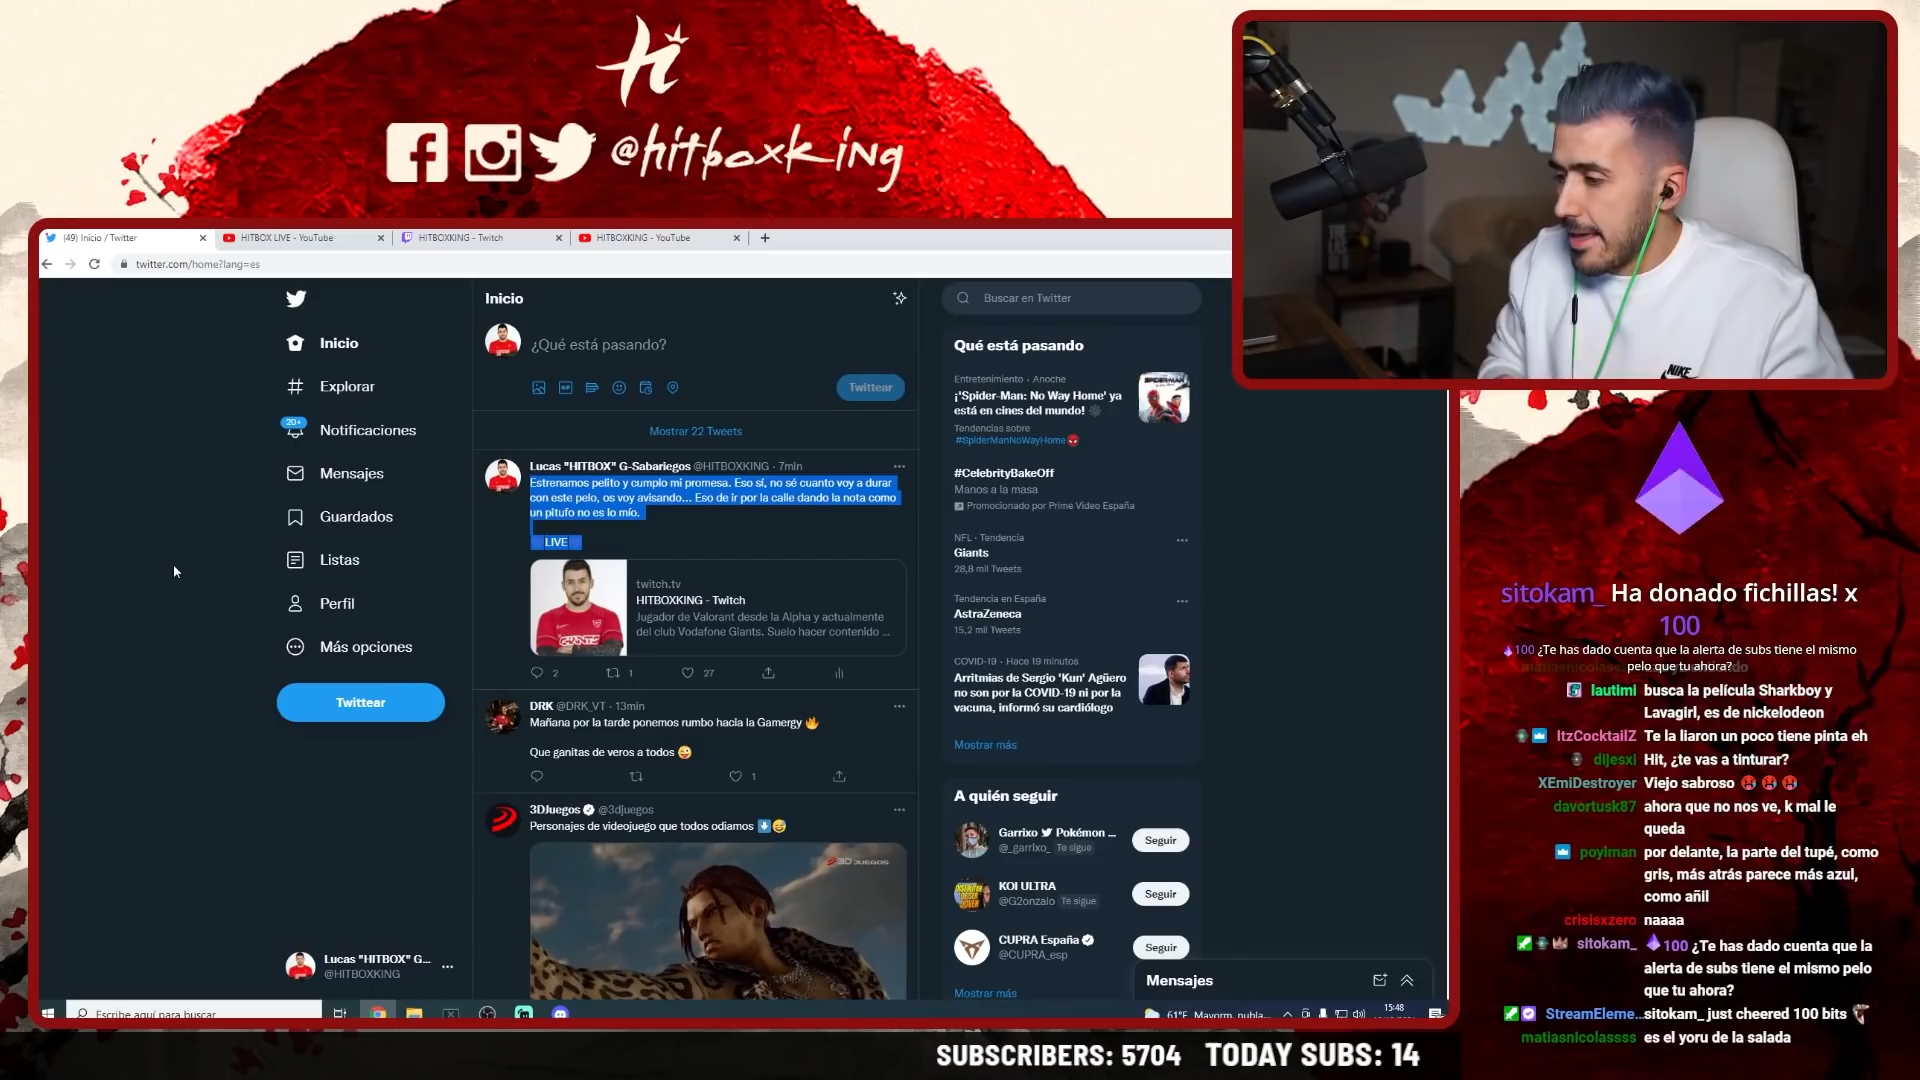 hi
@hitboxking
(49) Inicio / Twitter
HITBOX LIVE - YouTube
HITBOXKING - Twitch
HITBOXKING - YouTube
twitter.com/home?lang=es
Inicio
Explorar
20+
Notificaciones
Mensajes
Guardados
Listas
Perfil
Más opciones
Twittear
Lucas "HITBOX" G...
@HITBOXKING
Inicio
¿Qué está pasando?
GIF
Twittear
Mostrar 22 Tweets
Lucas "HITBOX" G-Sabariegos @HITBOXKING · 7min
Estrenamos pelito y cumplo mi promesa. Eso sí, no sé cuanto voy a durar
con este pelo, os voy avisando... Eso de ir por la calle dando la nota como
un pitufo no es lo mío.
LIVE
GIANTS
twitch.tv
HITBOXKING - Twitch
Jugador de Valorant desde la Alpha y actualmente
del club Vodafone Giants. Suelo hacer contenido ...
2
1
27
DRK @DRK_VT · 13min
Mañana por la tarde ponemos rumbo hacia la Gamergy 🔥
Que ganitas de veros a todos 😜
1
3DJuegos @3djuegos
Personajes de videojuego que todos odiamos ⬇️😅
3DJUEGOS
Buscar en Twitter
Qué está pasando
Entretenimiento · Anoche
¡'Spider-Man: No Way Home' ya
está en cines del mundo! 🕸
Tendencias sobre
#SpiderManNoWayHome
SPIDER-MAN
#CelebrityBakeOff
Manos a la masa
Promocionado por Prime Video España
NFL · Tendencia
Giants
28,8 mil Tweets
Tendencia en España
AstraZeneca
15,2 mil Tweets
COVID-19 · Hace 19 minutos
Arritmias de Sergio 'Kun' Agüero
no son por la COVID-19 ni por la
vacuna, informó su cardiólogo
Mostrar más
A quién seguir
Garrixo Pokémon ...
@_garrixo_ Te sigue
Seguir
KOI ULTRA
@G2onzalo Te sigue
Seguir
CUPRA España
@CUPRA_esp
Seguir
Mostrar más
Mensajes
Escribe aquí para buscar
61°F Mayorm. nubla...
15:48
NIKE
sitokam_ Ha donado fichillas! x
100
100 ¿Te has dado cuenta que la alerta de subs tiene el mismo
pelo que tu ahora?
lautimi busca la película Sharkboy y
Lavagirl, es de nickelodeon
ItzCocktailZ Te la liaron un poco tiene pinta eh
dijesxi Hit, ¿te vas a tinturar?
XEmiDestroyer Viejo sabroso
davortusk87 ahora que no nos ve, k mal le
queda
poylman por delante, la parte del tupé, como
gris, más atrás parece más azul,
como añil
crisisxzero naaaa
sitokam_ 100 ¿Te has dado cuenta que la
alerta de subs tiene el mismo pelo
que tu ahora?
StreamEleme... sitokam_ just cheered 100 bits
matiasnicolassss es el yoru de la salada
SUBSCRIBERS: 5704 TODAY SUBS: 14